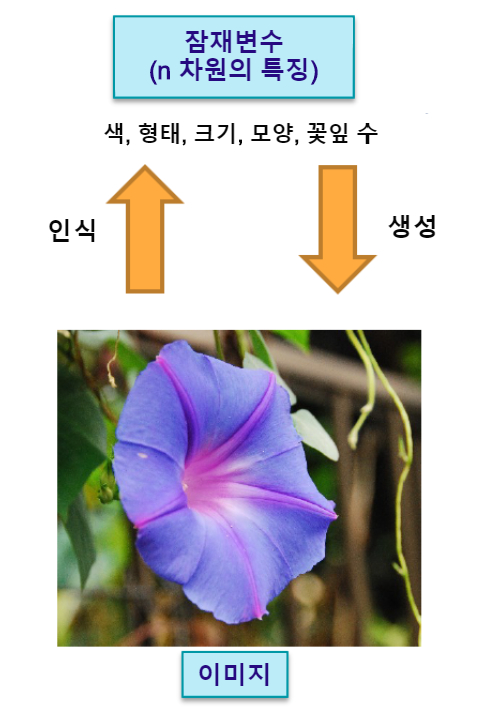 잠재변수
(n 차원의 특징)
색, 형태, 크기, 모양, 꽃잎 수
인식
생성
이미지